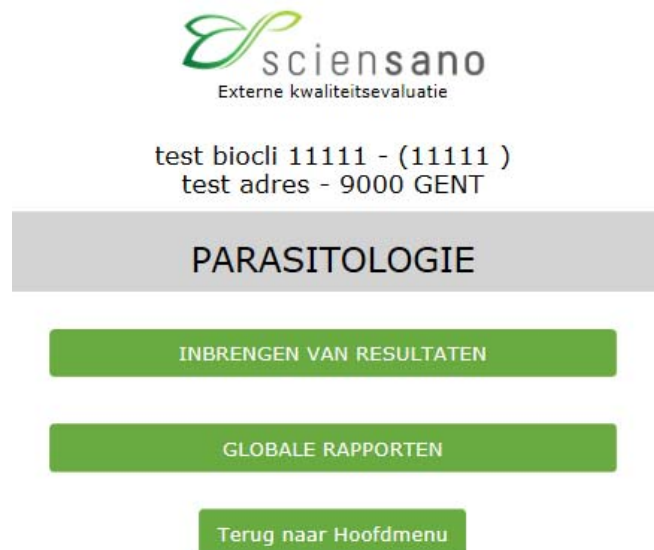 sciensano
Externe kwaliteitsevaluatie
test biocli 11111 - (11111 )
test adres - 9000 GENT
PARASITOLOGIE
INBRENGEN VAN RESULTATEN
GLOBALE RAPPORTEN
Terug naar Hoofdmenu